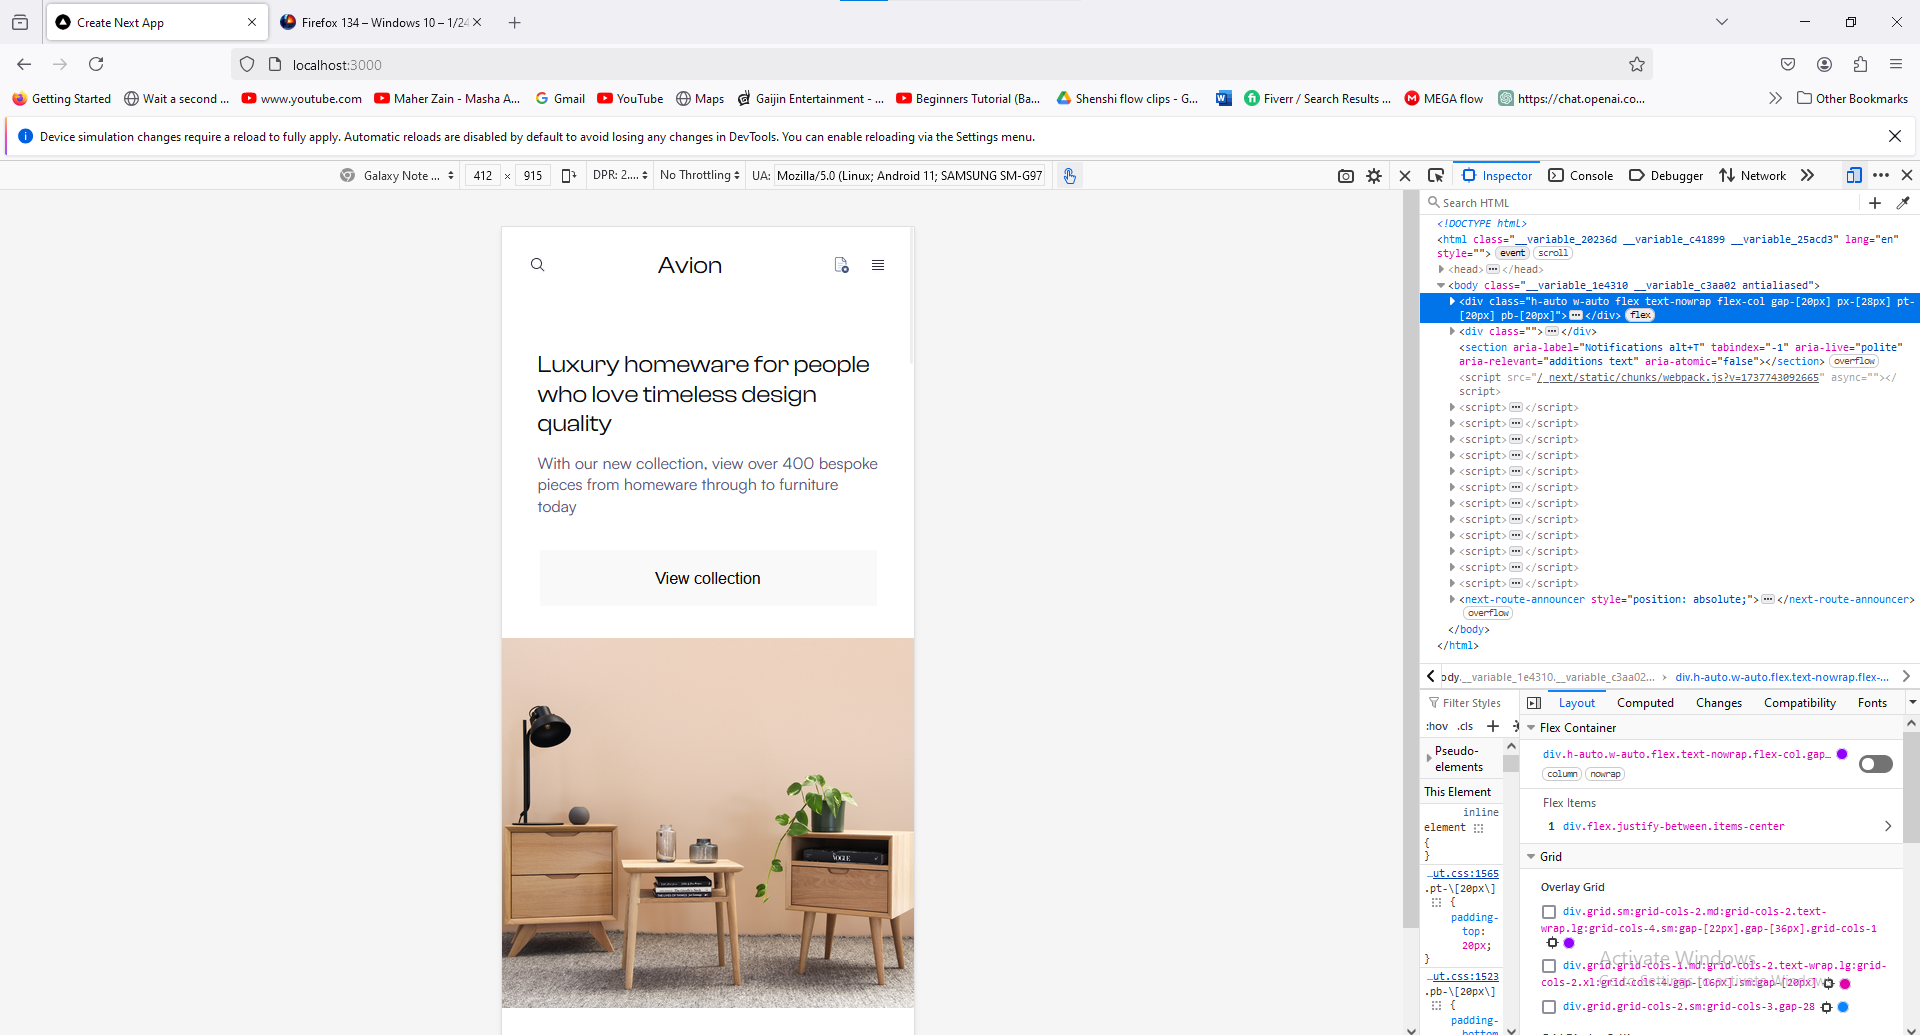 Create Next App
Firefox 134 – Windows 10 – 1/24
localhost:3000
Getting Started
Wait a second ...
www.youtube.com
Maher Zain - Masha A...
Gmail
YouTube
Maps
Gaijin Entertainment - ...
Beginners Tutorial (Ba...
Shenshi flow clips - G...
Fiverr / Search Results ...
MEGA flow
https://chat.openai.co...
Other Bookmarks
Device simulation changes require a reload to fully apply. Automatic reloads are disabled by default to avoid losing any changes in DevTools. You can enable reloading via the Settings menu.
Galaxy Note ...
412 × 915
DPR: 2....
No Throttling
UA: Mozilla/5.0 (Linux; Android 11; SAMSUNG SM-G97
Inspector
Console
Debugger
Network
Search HTML
<!DOCTYPE html>
<html class="__variable_20236d __variable_c41899 __variable_25acd3" lang="en"
style=""> event scroll
<head> ••• </head>
<body class="__variable_1e4310 __variable_c3aa02 antialiased">
<div class="h-auto w-auto flex text-nowrap flex-col gap-[20px] px-[28px] pt-
[20px] pb-[20px]"> ••• </div> flex
<div class=""> ••• </div>
<section aria-label="Notifications alt+T" tabindex="-1" aria-live="polite"
aria-relevant="additions text" aria-atomic="false"></section> overflow
<script src="/_next/static/chunks/webpack.js?v=1737743092665" async=""></
script>
<script> ••• </script>
<script> ••• </script>
<script> ••• </script>
<script> ••• </script>
<script> ••• </script>
<script> ••• </script>
<script> ••• </script>
<script> ••• </script>
<script> ••• </script>
<script> ••• </script>
<script> ••• </script>
<script> ••• </script>
<next-route-announcer style="position: absolute;"> ••• </next-route-announcer>
overflow
</body>
</html>
ody.__variable_1e4310.__variable_c3aa02...
div.h-auto.w-auto.flex.text-nowrap.flex-...
Filter Styles
:hov .cls
Pseudo-
elements
This Element
inline
element
{
}
...ut.css:1565
.pt-\[20px\]
{
padding-
top:
20px;
}
...ut.css:1523
.pb-\[20px\]
{
padding-
Layout
Computed
Changes
Compatibility
Fonts
Flex Container
div.h-auto.w-auto.flex.text-nowrap.flex-col.gap...
column nowrap
Flex Items
1 div.flex.justify-between.items-center
Grid
Overlay Grid
div.grid.sm:grid-cols-2.md:grid-cols-2.text-
wrap.lg:grid-cols-4.sm:gap-[22px].gap-[36px].grid-cols-1
div.grid.grid-cols-1.md:grid-cols-2.text-wrap.lg:grid-
cols-2.xl:grid-cols-4.gap-[16px].sm:gap-[20px]
div.grid.grid-cols-2.sm:grid-cols-3.gap-28
Activate Windows
Go to Settings to activate Windows.
Avion
Luxury homeware for people
who love timeless design
quality
With our new collection, view over 400 bespoke
pieces from homeware through to furniture
today
View collection
VOGUE